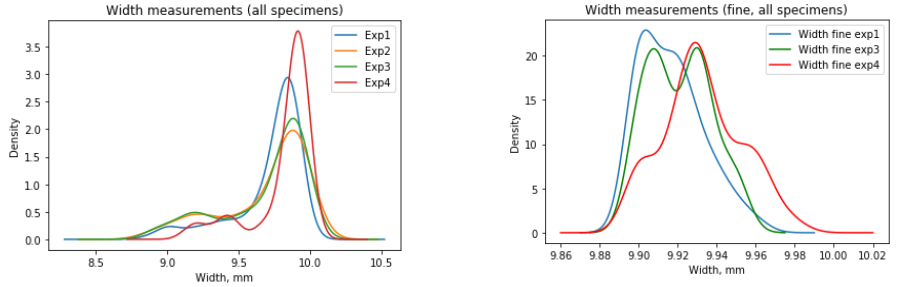 Width measurements (all specimens)
Density
3.5
3.0
2.5
2.0
1.5
1.0
0.5
0.0
Exp1
Exp2
Exp3
Exp4
8.5 9.0 9.5 10.0 10.5
Width, mm
Width measurements (fine, all specimens)
Density
20
15
10
5
0
Width fine exp1
Width fine exp3
Width fine exp4
9.86 9.88 9.90 9.92 9.94 9.96 9.98 10.00 10.02
Width, mm